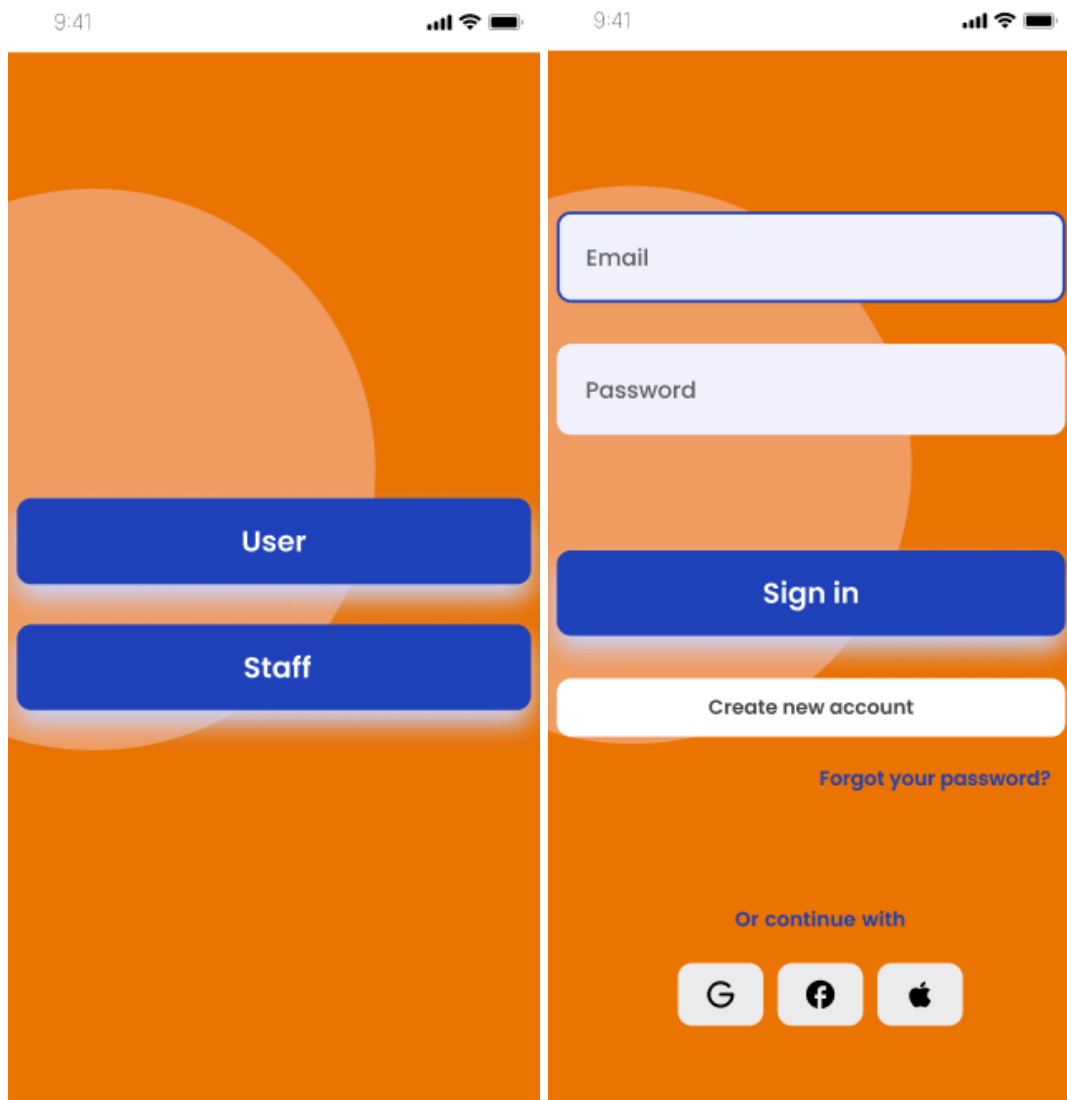 9:41
User
Staff
9:41
Email
Password
Sign in
Create new account
Forgot your password?
Or continue with